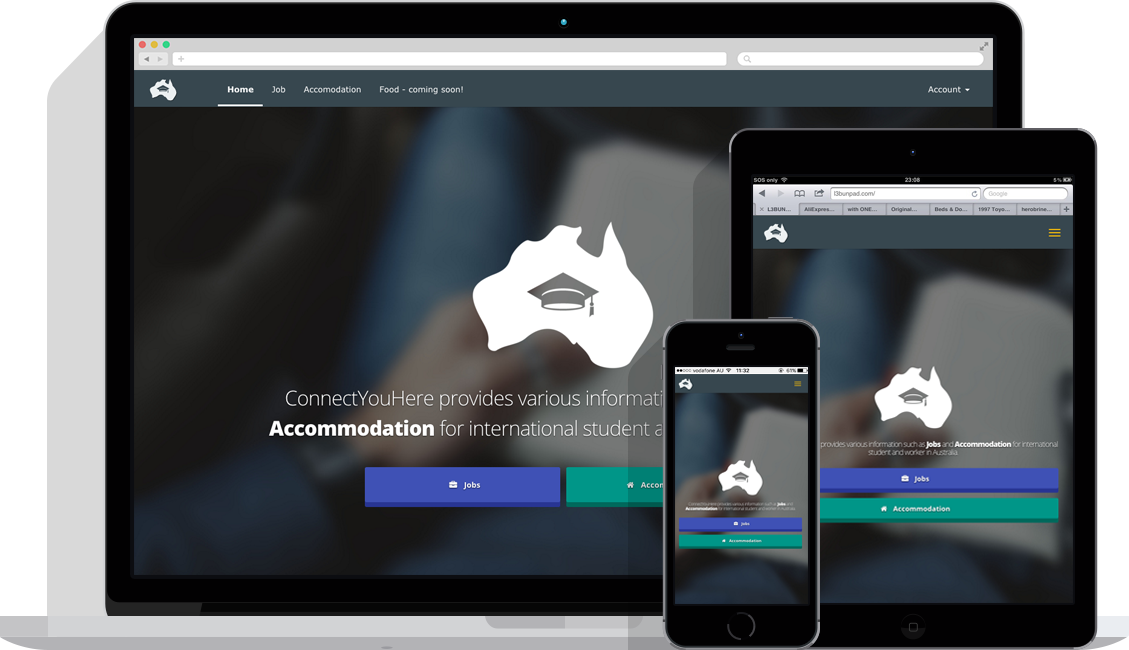 Home Job Accomodation Food - coming soon! Account
ConnectYouHere provides various informati
Accommodation for international student a
Jobs
Accom
SOS only 23:08 5%
l3bunpad.com/ Google
L3BUN... AliExpres... with ONE... Original... Beds & Do... 1997 Toyo... herobrine...
provides various information such as Jobs and Accommodation for international
student and worker in Australia.
Jobs
Accommodation
vodafone AU 11:32 61%
ConnectYouHere provides various information such as Jobs and
Accommodation for international student and worker in Australia.
Jobs
Accommodation